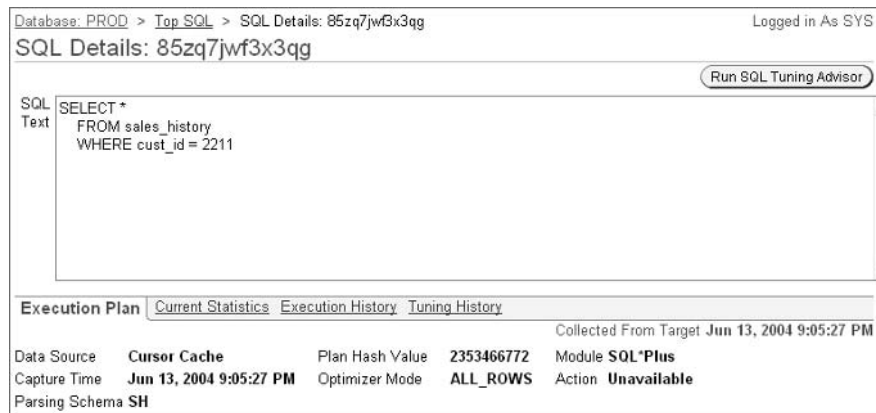 Database: PROD > Top SQL > SQL Details: 85zq7jwf3x3qg Logged in As SYS
SQL Details: 85zq7jwf3x3qg
Run SQL Tuning Advisor
SQL Text
SELECT *
FROM sales_history
WHERE cust_id = 2211
Execution Plan Current Statistics Execution History Tuning History
Collected From Target Jun 13, 2004 9:05:27 PM
Data Source Cursor Cache Plan Hash Value 2353466772 Module SQL*Plus
Capture Time Jun 13, 2004 9:05:27 PM Optimizer Mode ALL_ROWS Action Unavailable
Parsing Schema SH